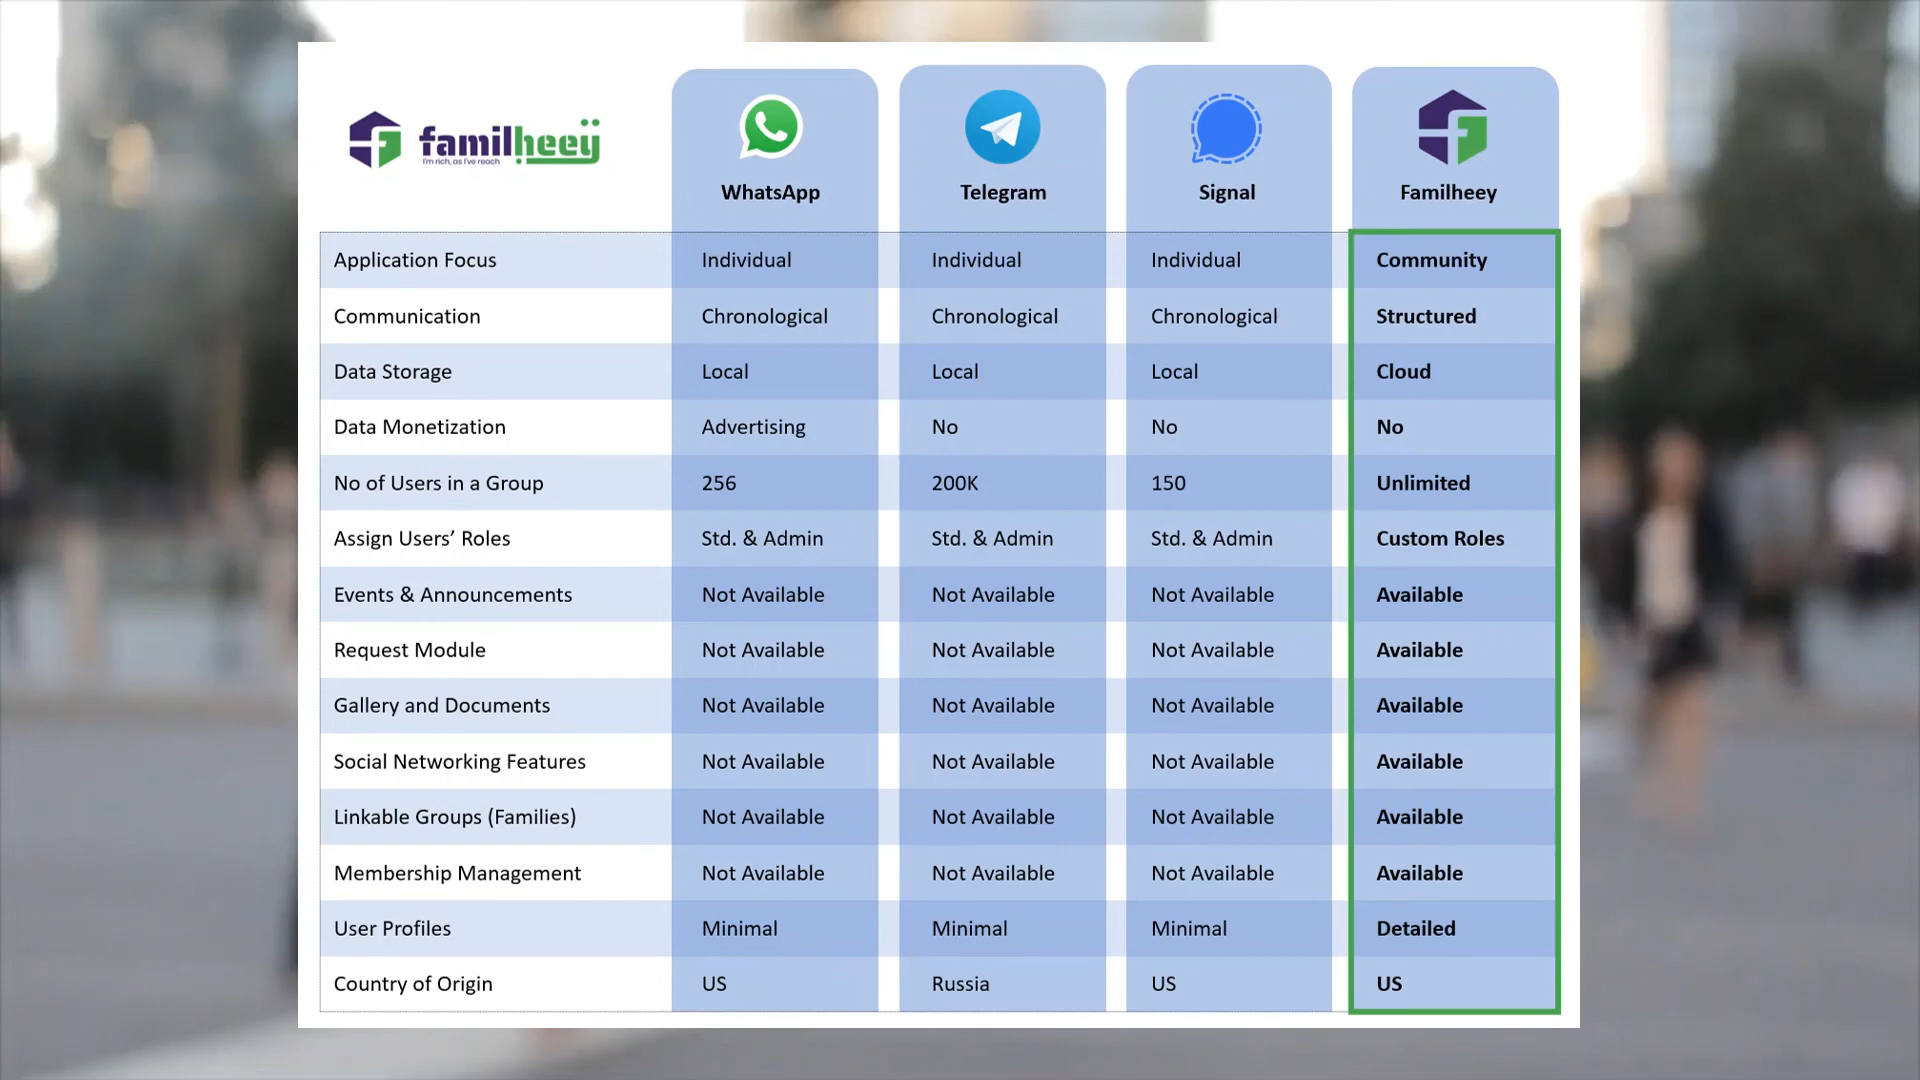 familheey
I'm rich, as I've reach
WhatsApp Telegram Signal Familheey
Application Focus Individual Individual Individual Community
Communication Chronological Chronological Chronological Structured
Data Storage Local Local Local Cloud
Data Monetization Advertising No No No
No of Users in a Group 256 200K 150 Unlimited
Assign Users’ Roles Std. & Admin Std. & Admin Std. & Admin Custom Roles
Events & Announcements Not Available Not Available Not Available Available
Request Module Not Available Not Available Not Available Available
Gallery and Documents Not Available Not Available Not Available Available
Social Networking Features Not Available Not Available Not Available Available
Linkable Groups (Families) Not Available Not Available Not Available Available
Membership Management Not Available Not Available Not Available Available
User Profiles Minimal Minimal Minimal Detailed
Country of Origin US Russia US US